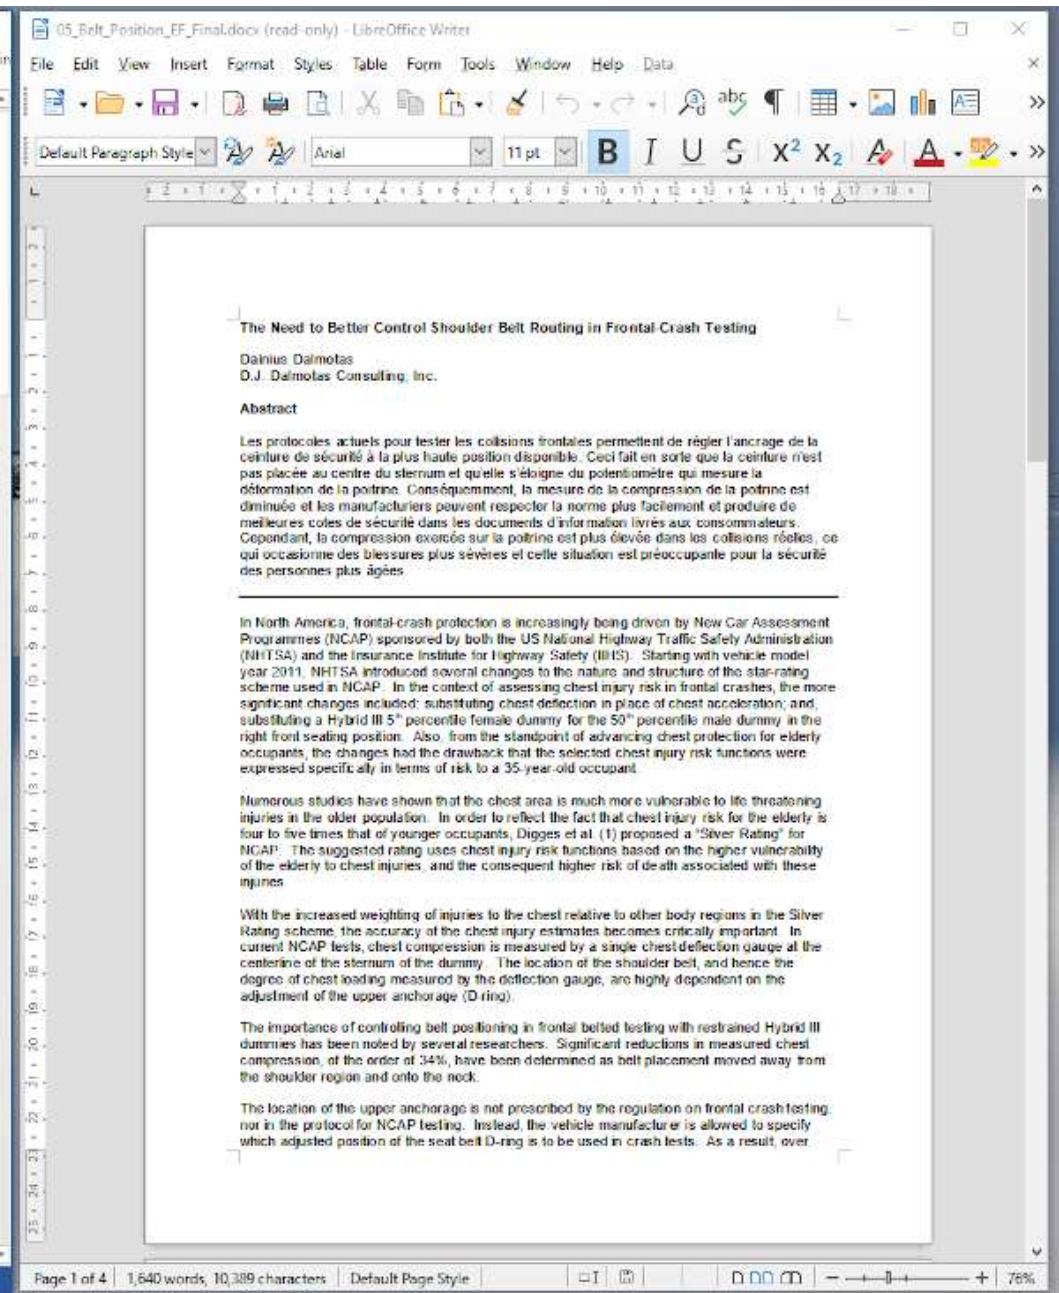 05_Belt_Position_EF_Final.docx (read-only) - LibreOffice Writer
File Edit View Insert Format Styles Table Form Tools Window Help Data
Default Paragraph Style Arial 11 pt
The Need to Better Control Shoulder Belt Routing in Frontal-Crash Testing
Dainius Dalmotas
D.J. Dalmotas Consulting, Inc.
Abstract
Les protocoles actuels pour tester les collisions frontales permettent de régler l'ancrage de la
ceinture de sécurité à la plus haute position disponible. Ceci fait en sorte que la ceinture n'est
pas placée au centre du sternum et qu'elle s'éloigne du potentiomètre qui mesure la
déformation de la poitrine. Conséquemment, la mesure de la compression de la poitrine est
diminuée et les manufacturiers peuvent respecter la norme plus facilement et produire de
meilleures cotes de sécurité dans les documents d'information livrés aux consommateurs.
Cependant, la compression exercée sur la poitrine est plus élevée dans les collisions réelles, ce
qui occasionne des blessures plus sévères et cette situation est préoccupante pour la sécurité
des personnes plus âgées
In North America, frontal-crash protection is increasingly being driven by New Car Assessment
Programmes (NCAP) sponsored by both the US National Highway Traffic Safety Administration
(NHTSA) and the Insurance Institute for Highway Safety (IIHS). Starting with vehicle model
year 2011, NHTSA introduced several changes to the nature and structure of the star-rating
scheme used in NCAP. In the context of assessing chest injury risk in frontal crashes, the more
significant changes included: substituting chest deflection in place of chest acceleration; and,
substituting a Hybrid III 5th percentile female dummy for the 50th percentile male dummy in the
right front seating position. Also, from the standpoint of advancing chest protection for elderly
occupants, the changes had the drawback that the selected chest injury risk functions were
expressed specifically in terms of risk to a 35-year-old occupant.
Numerous studies have shown that the chest area is much more vulnerable to life threatening
injuries in the older population. In order to reflect the fact that chest injury risk for the elderly is
four to five times that of younger occupants, Digges et al. (1) proposed a "Silver Rating" for
NCAP. The suggested rating uses chest injury risk functions based on the higher vulnerability
of the elderly to chest injuries, and the consequent higher risk of death associated with these
injuries
With the increased weighting of injuries to the chest relative to other body regions in the Silver
Rating scheme, the accuracy of the chest injury estimates becomes critically important. In
current NCAP tests, chest compression is measured by a single chest deflection gauge at the
centerline of the sternum of the dummy. The location of the shoulder belt, and hence the
degree of chest loading measured by the deflection gauge, are highly dependent on the
adjustment of the upper anchorage (D-ring).
The importance of controlling belt positioning in frontal belted testing with restrained Hybrid III
dummies has been noted by several researchers. Significant reductions in measured chest
compression, of the order of 34%, have been determined as belt placement moved away from
the shoulder region and onto the neck.
The location of the upper anchorage is not prescribed by the regulation on frontal crash testing,
nor in the protocol for NCAP testing. Instead, the vehicle manufacturer is allowed to specify
which adjusted position of the seat belt D-ring is to be used in crash tests. As a result, over
Page 1 of 4 1,640 words, 10,389 characters Default Page Style 76%